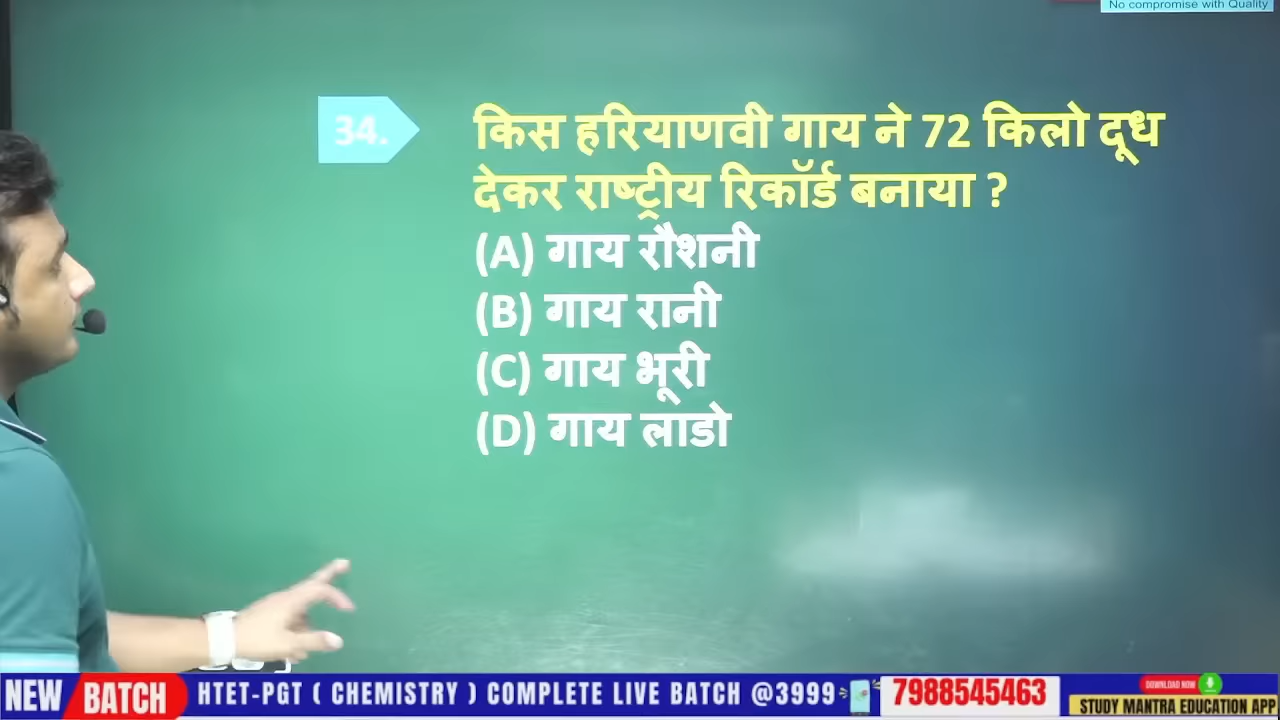 No compromise with Quality
34.
किस हरियाणवी गाय ने 72 किलो दूध
देकर राष्ट्रीय रिकॉर्ड बनाया ?
(A) गाय रौशनी
(B) गाय रानी
(C) गाय भूरी
(D) गाय लाडो
NEW BATCH HTET-PGT ( CHEMISTRY ) COMPLETE LIVE BATCH @3999 7988545463
DOWNLOAD NOW
STUDY MANTRA EDUCATION APP